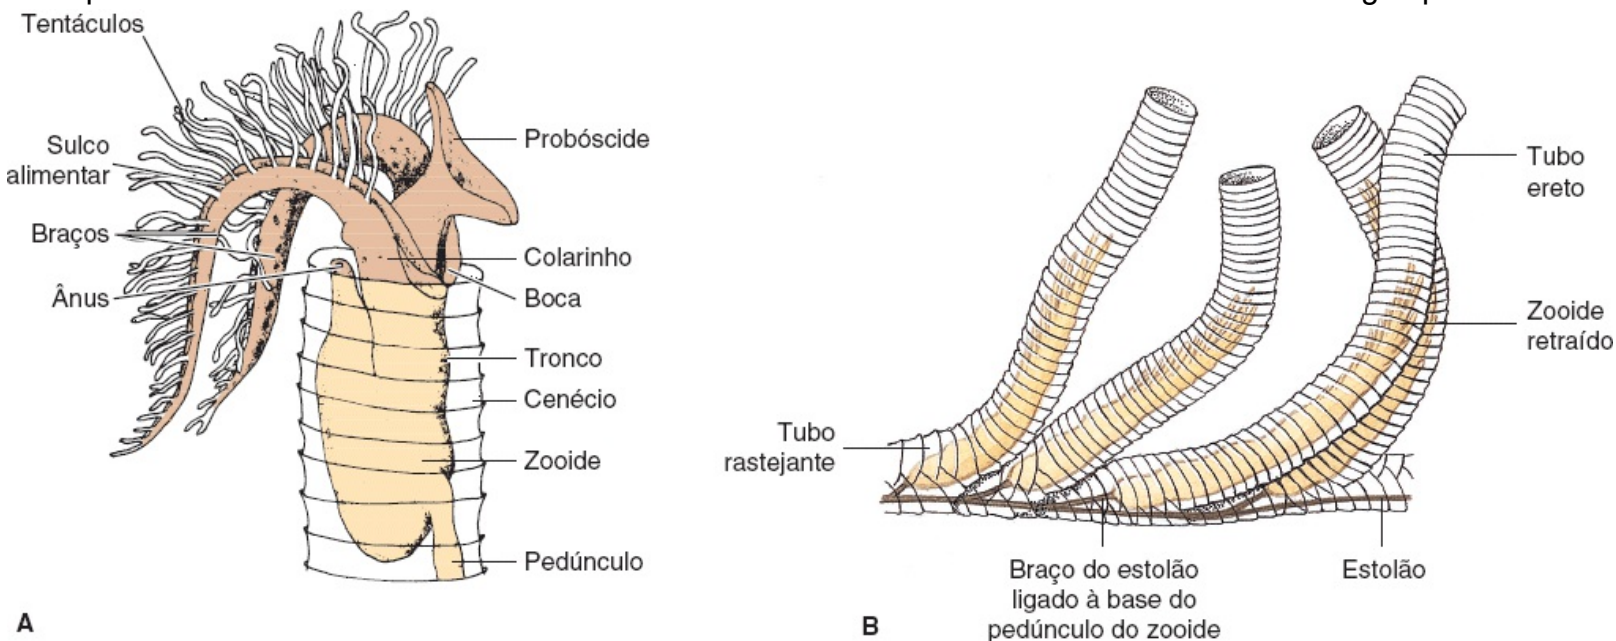 Tentáculos
Sulco
alimentar
Braços
Ânus
Probóscide
Colarinho
Boca
Tronco
Cenécio
Zooide
Pedúnculo
A
Tubo
ereto
Zooide
retraído
Tubo
rastejante
Braço do estolão
ligado à base do
pedúnculo do zooide
Estolão
B